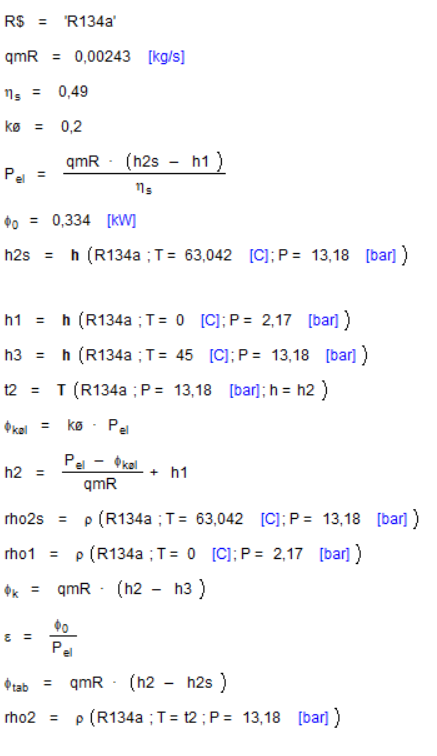 R$ = 'R134a'
qmR = 0,00243 [kg/s]
ηs = 0,49
kø = 0,2
Pel = qmR · (h2s – h1) / ηs
ϕ0 = 0,334 [kW]
h2s = h (R134a ; T = 63,042 [C]; P = 13,18 [bar] )
h1 = h (R134a ; T = 0 [C]; P = 2,17 [bar] )
h3 = h (R134a ; T = 45 [C]; P = 13,18 [bar] )
t2 = T (R134a ; P = 13,18 [bar]; h = h2 )
ϕkøl = kø · Pel
h2 = (Pel – ϕkøl) / qmR + h1
rho2s = ρ (R134a ; T = 63,042 [C]; P = 13,18 [bar] )
rho1 = ρ (R134a ; T = 0 [C]; P = 2,17 [bar] )
ϕk = qmR · (h2 – h3 )
ε = ϕ0 / Pel
ϕtab = qmR · (h2 – h2s )
rho2 = ρ (R134a ; T = t2 ; P = 13,18 [bar] )